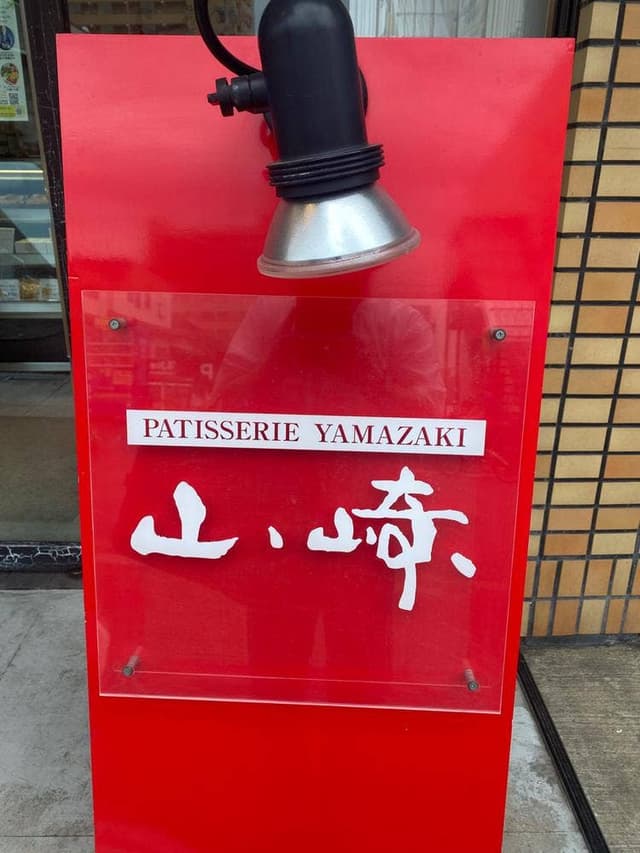 PATISSERIE YAMAZAKI
山、崎、